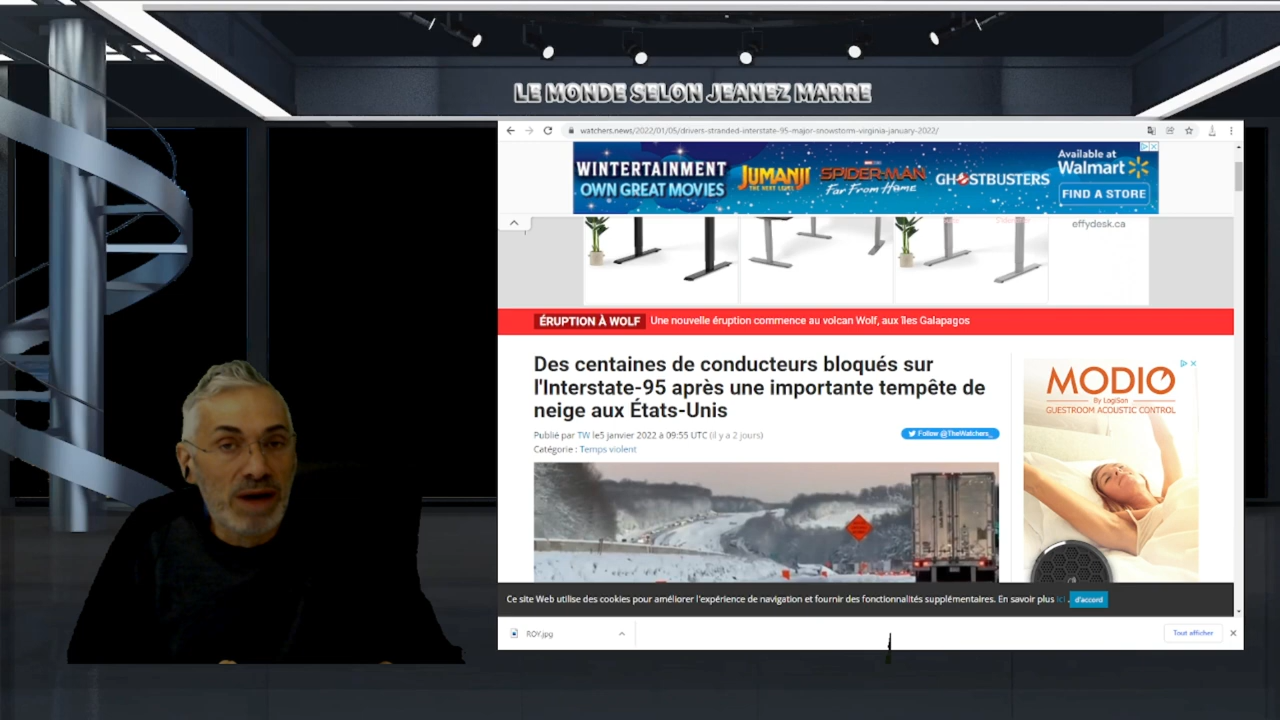 LE MONDE SELON JEANEZ MARRE
watchers.news/2022/01/05/drivers-stranded-interstate-95-major-snowstorm-virginia-january-2022/
WINTERTAINMENT
OWN GREAT MOVIES
JUMANJI
THE NEXT LEVEL
SPIDER-MAN
Far From Home
GHOSTBUSTERS
Available at
Walmart
FIND A STORE
effydesk.ca
ÉRUPTION À WOLF Une nouvelle éruption commence au volcan Wolf, aux îles Galapagos
Des centaines de conducteurs bloqués sur
l'Interstate-95 après une importante tempête de
neige aux États-Unis
Publié par TW le5 janvier 2022 à 09:55 UTC (il y a 2 jours)
Follow @TheWatchers_
Catégorie : Temps violent
MODIO
By LogiSon
GUESTROOM ACOUSTIC CONTROL
Ce site Web utilise des cookies pour améliorer l'expérience de navigation et fournir des fonctionnalités supplémentaires. En savoir plus ici . d'accord
ROY.jpg
Tout afficher